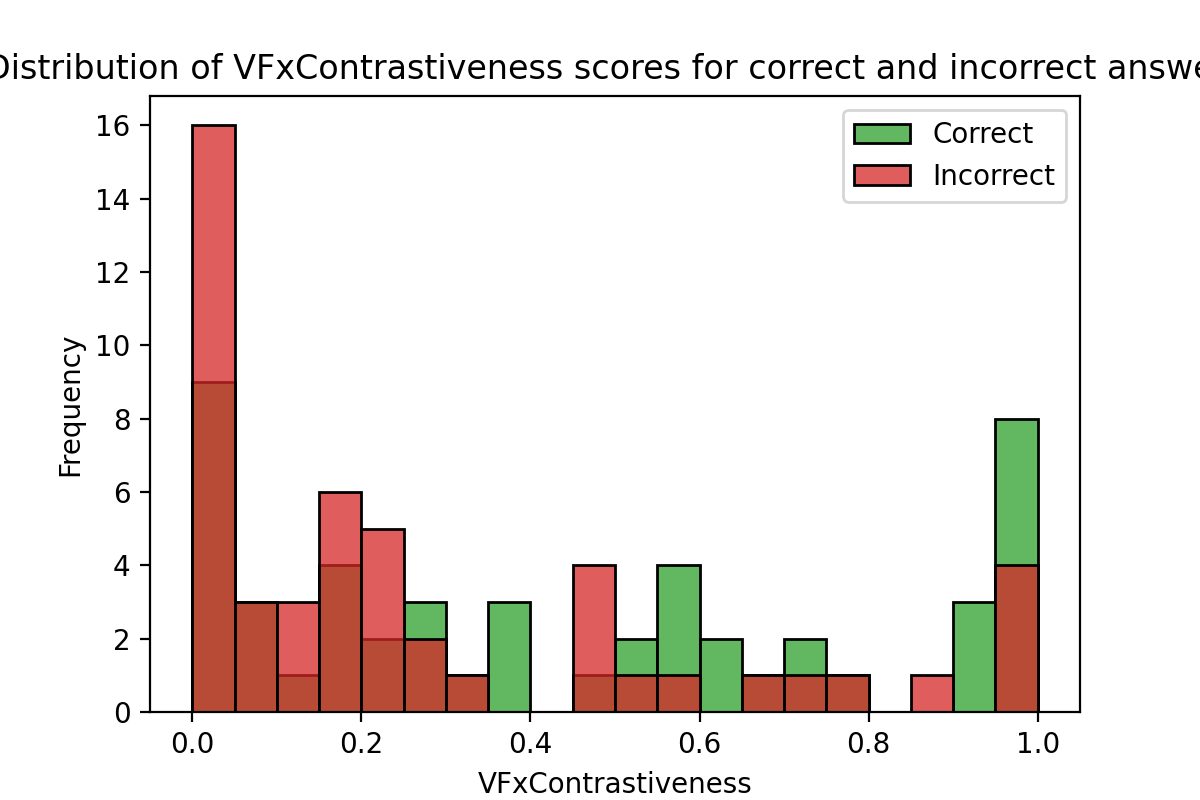 Distribution of VFxContrastiveness scores for correct and incorrect answe
Correct
Incorrect
Frequency
16
14
12
10
8
6
4
2
0
0.0 0.2 0.4 0.6 0.8 1.0
VFxContrastiveness